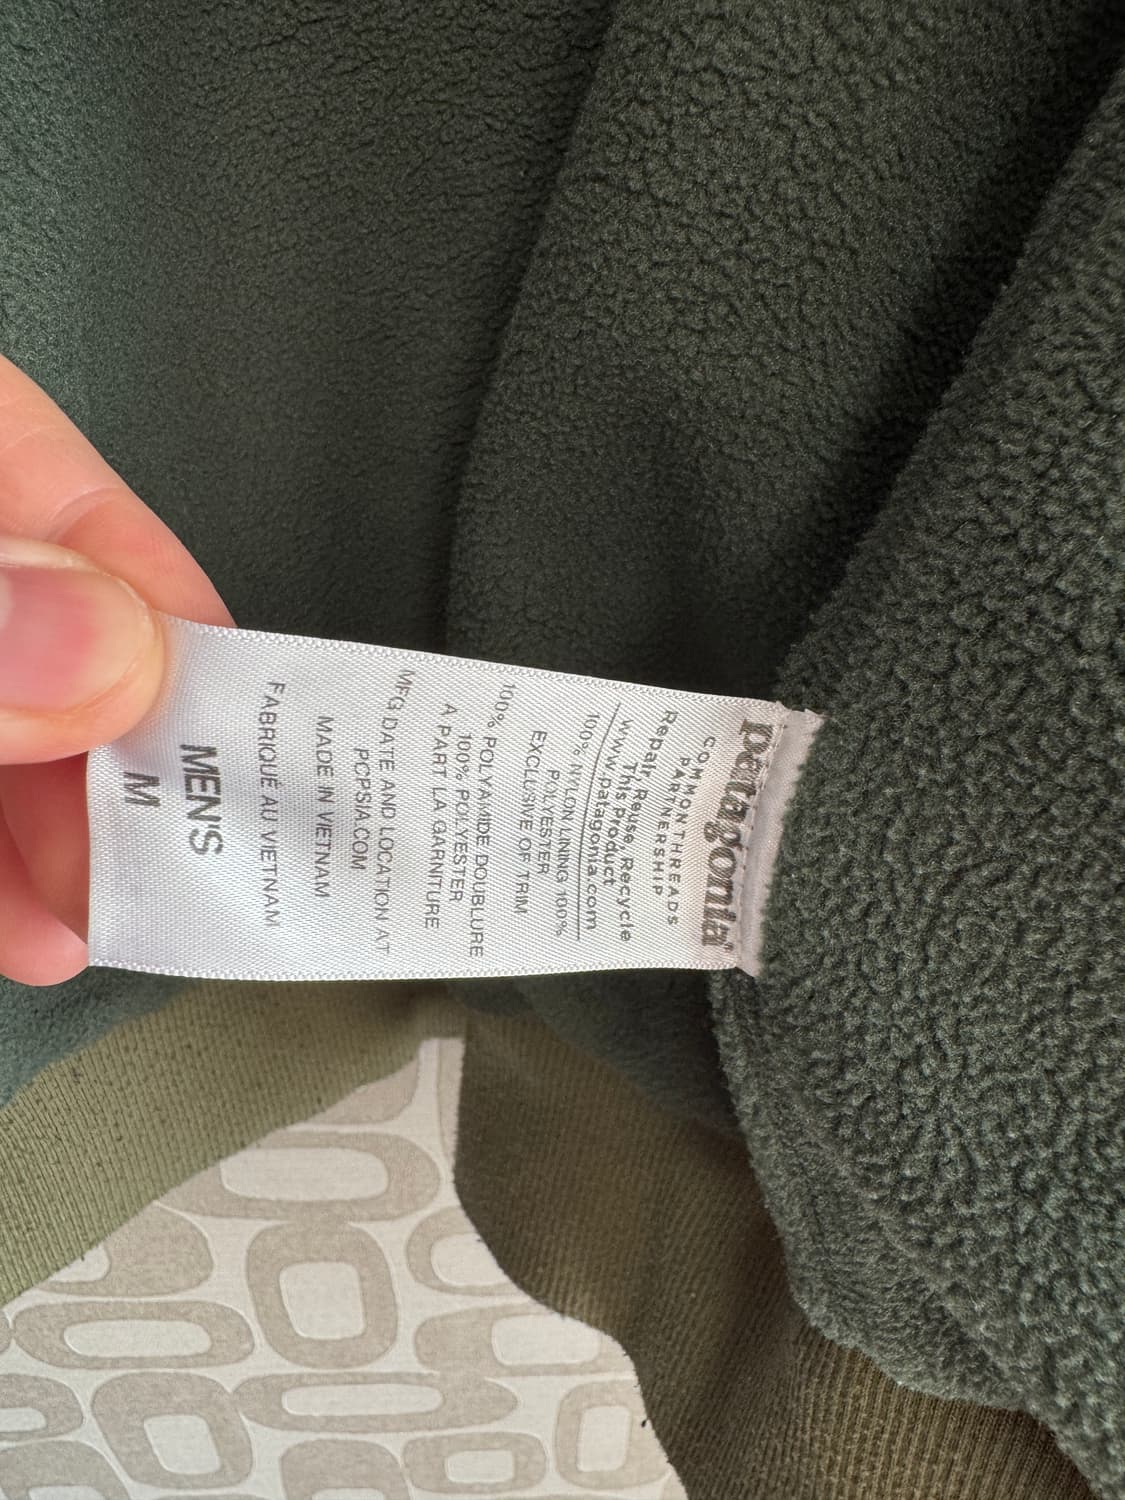 patagonia®
COMMON THREADS
PARTNERSHIP
Repair, Reuse, Recycle
This Product
www.patagonia.com
100% NYLON LINING 100%
POLYESTER
EXCLUSIVE OF TRIM
100% POLYAMIDE DOUBLURE
100% POLYESTER
A PART LA GARNITURE
MFG DATE AND LOCATION AT
PCPSIA.COM
MADE IN VIETNAM
FABRIQUÉ AU VIETNAM
MEN'S
M